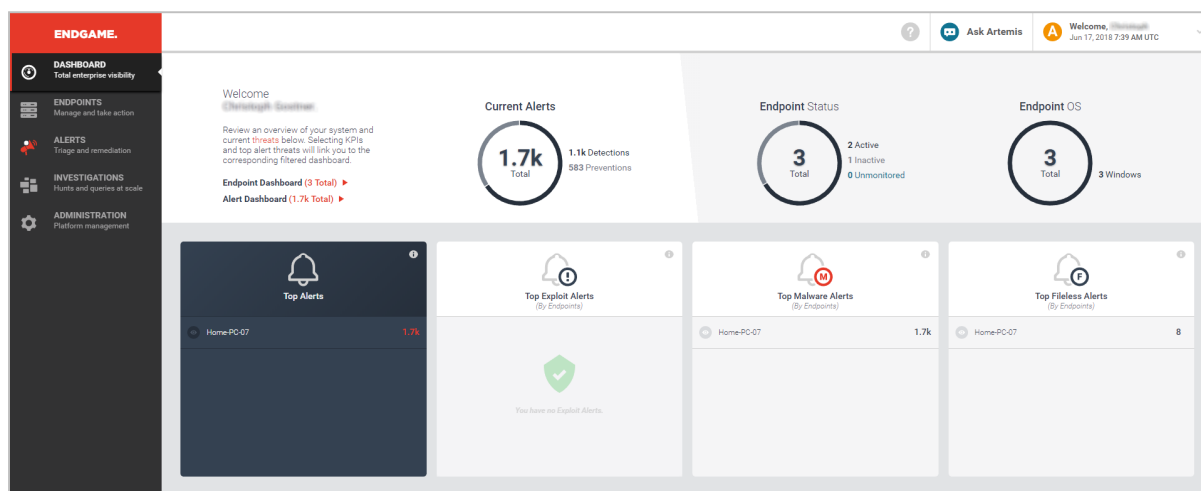 ENDGAME.
?
Ask Artemis
A
Welcome,
Jun 17, 2018 7:39 AM UTC
DASHBOARD
Total enterprise visibility
ENDPOINTS
Manage and take action
ALERTS
Triage and remediation
INVESTIGATIONS
Hunts and queries at scale
ADMINISTRATION
Platform management
Welcome
Review an overview of your system and
current threats below. Selecting KPIs
and top alert threats will link you to the
corresponding filtered dashboard.
Endpoint Dashboard (3 Total)
Alert Dashboard (1.7k Total)
Current Alerts
1.7k
Total
1.1k Detections
583 Preventions
Endpoint Status
3
Total
2 Active
1 Inactive
0 Unmonitored
Endpoint OS
3
Total
3 Windows
Top Alerts
Home-PC-07 1.7k
Top Exploit Alerts
(By Endpoints)
You have no Exploit Alerts.
M
Top Malware Alerts
(By Endpoints)
Home-PC-07 1.7k
F
Top Fileless Alerts
(By Endpoints)
Home-PC-07 8